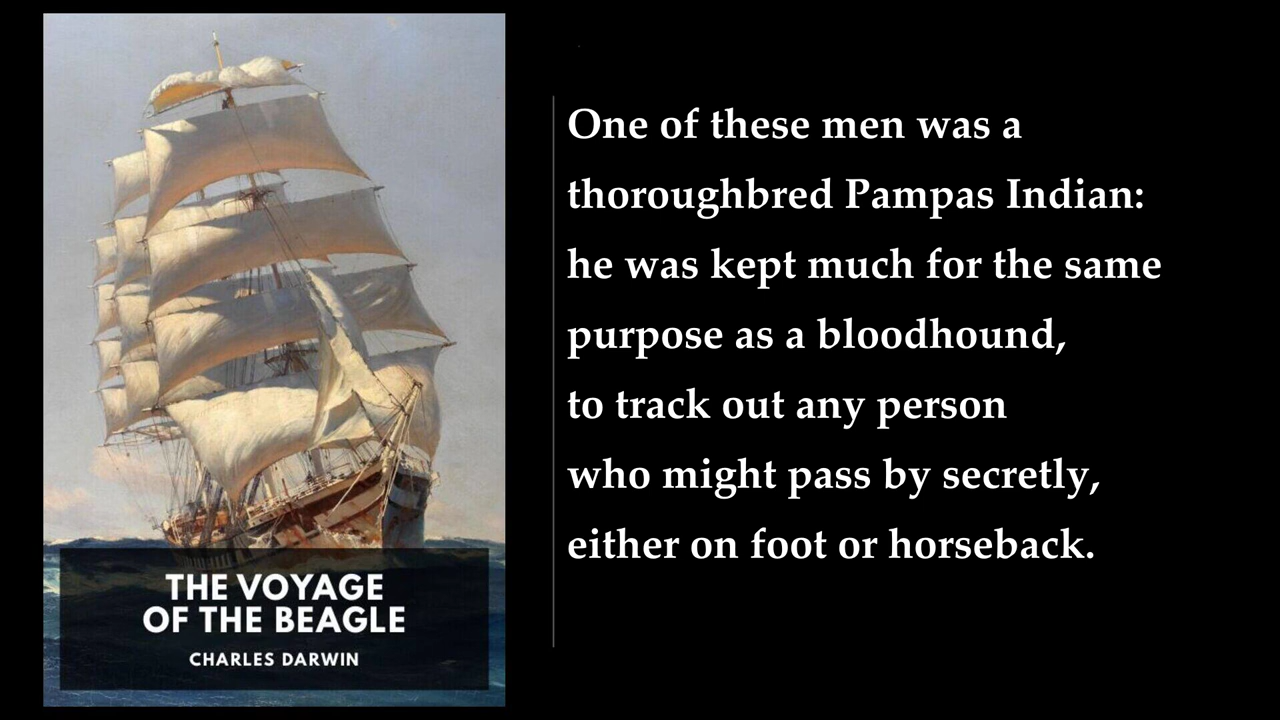 THE VOYAGE
OF THE BEAGLE
CHARLES DARWIN
One of these men was a
thoroughbred Pampas Indian:
he was kept much for the same
purpose as a bloodhound,
to track out any person
who might pass by secretly,
either on foot or horseback.